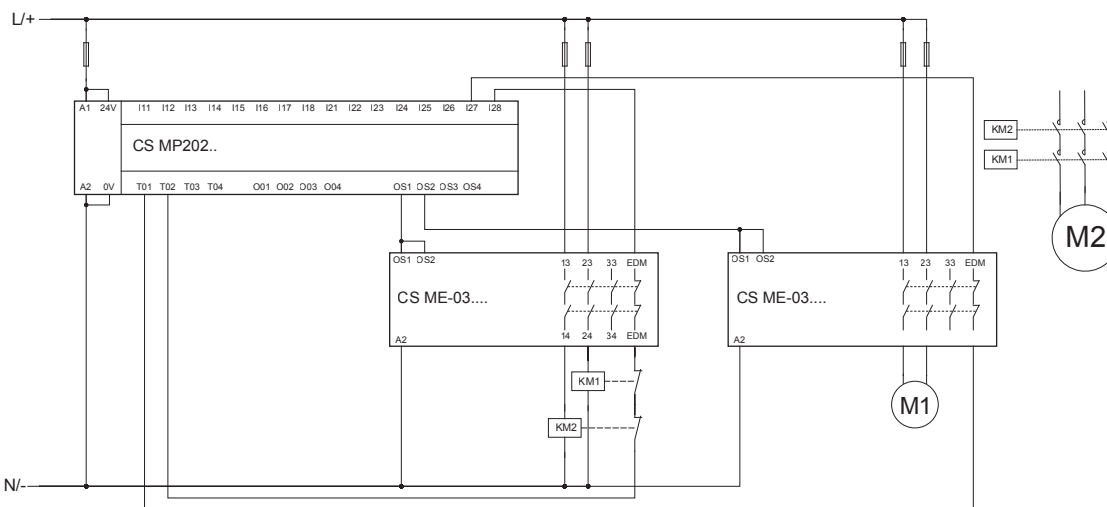 L/+
A1 24V I11 I12 I13 I14 I15 I16 I17 I18 I21 I22 I23 I24 I25 I26 I27 I28
CS MP202..
A2 0V T01 T02 T03 T04 O01 O02 O03 O04 OS1 OS2 OS3 OS4
KM2
KM1
M2
OS1 OS2 13 23 33 EDM
CS ME-03....
A2 14 24 34 EDM
OS1 OS2 13 23 33 EDM
CS ME-03....
A2
KM1
KM2
M1
N/-